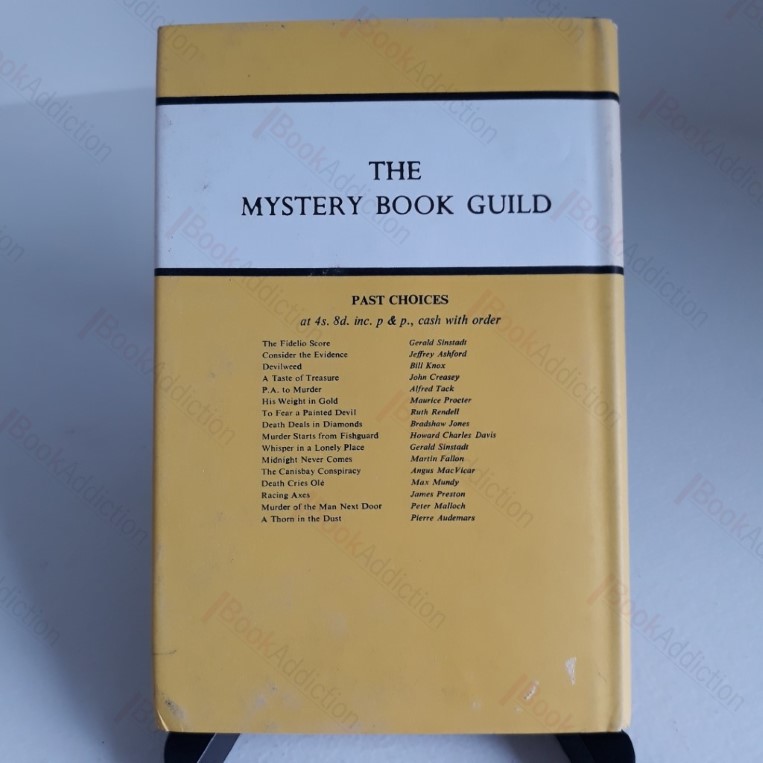 THE
MYSTERY BOOK GUILD
PAST CHOICES
at 4s. 8d. inc. p & p., cash with order
The Fidelio Score Gerald Sinstadt
Consider the Evidence Jeffrey Ashford
Devilweed Bill Knox
A Taste of Treasure John Creasey
P.A. to Murder Alfred Tack
His Weight in Gold Maurice Procter
To Fear a Painted Devil Ruth Rendell
Death Deals in Diamonds Bradshaw Jones
Murder Starts from Fishguard Howard Charles Davis
Whisper in a Lonely Place Gerald Sinstadt
Midnight Never Comes Martin Fallon
The Canisbay Conspiracy Angus MacVicar
Death Cries Olé Max Mundy
Racing Axes James Preston
Murder of the Man Next Door Peter Malloch
A Thorn in the Dust Pierre Audemars
BookAddiction